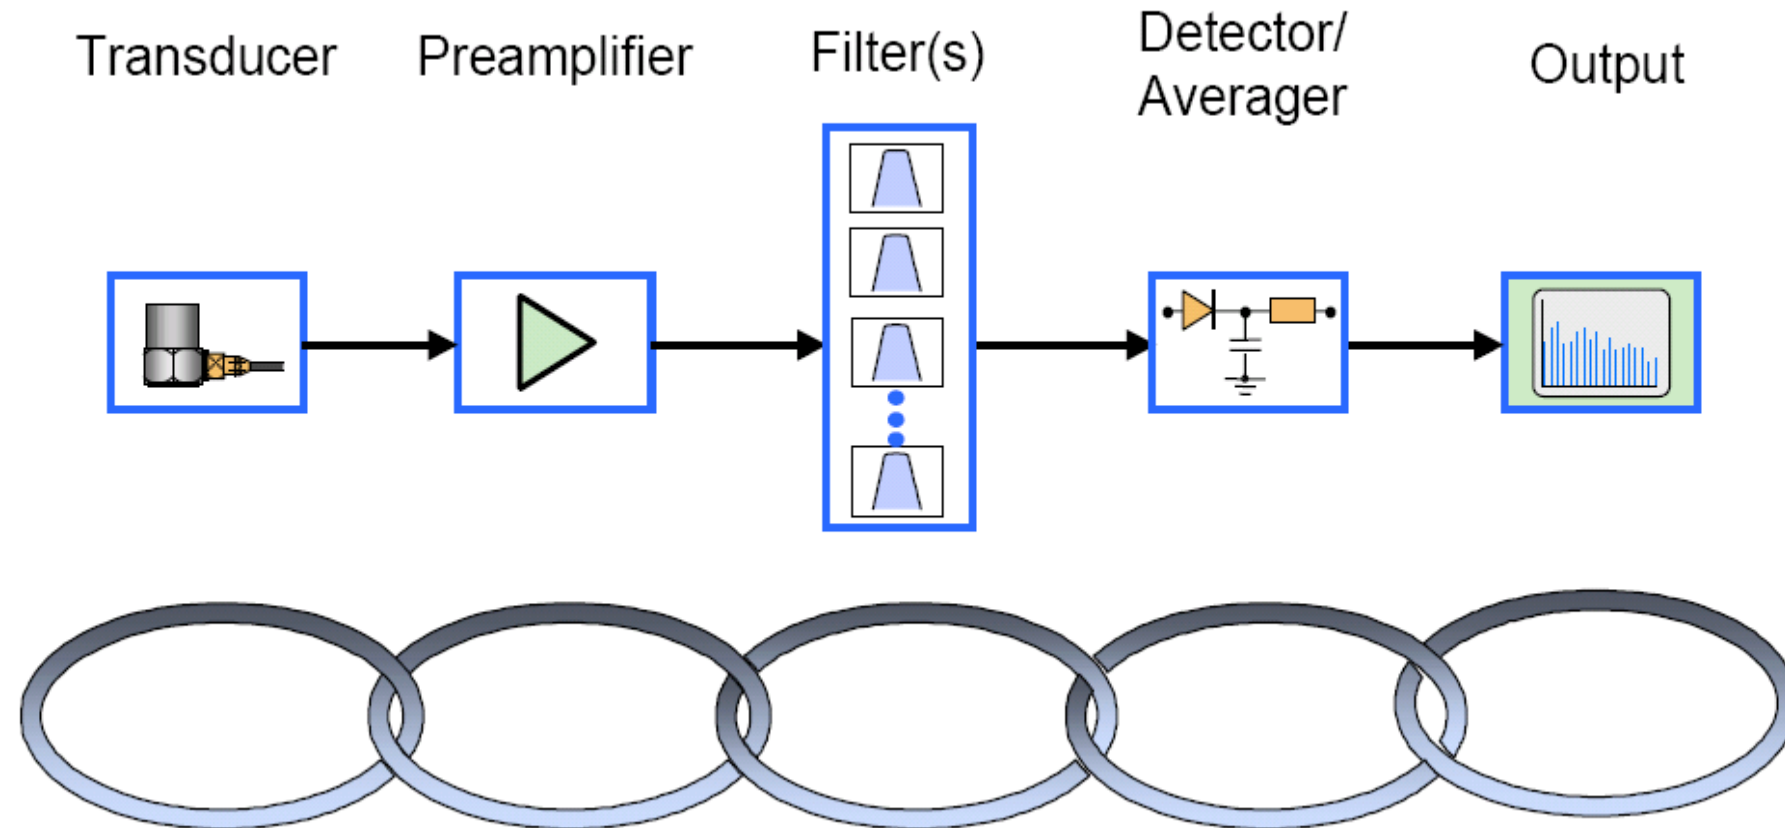 Transducer
Preamplifier
Filter(s)
Detector/
Averager
Output